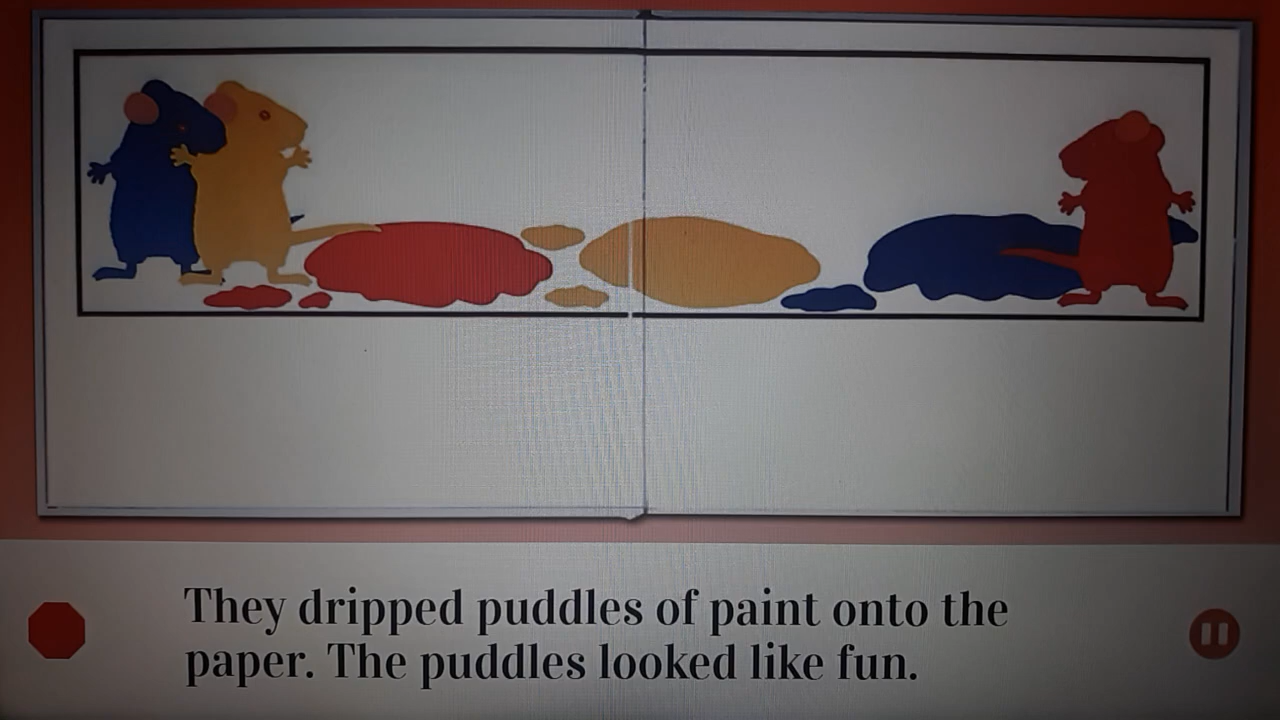 They dripped puddles of paint onto the
paper. The puddles looked like fun.